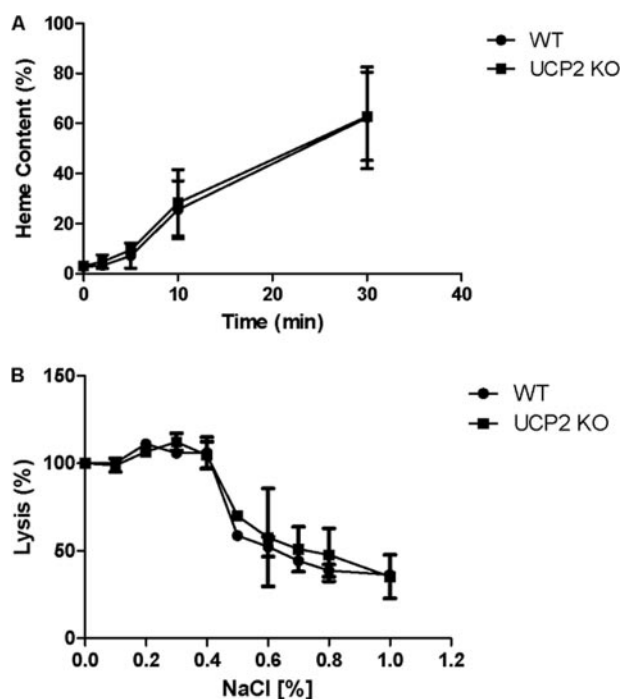 A
WT
UCP2 KO
Heme Content (%)
100
80
60
40
20
0
0 10 20 30 40
Time (min)
B
WT
UCP2 KO
Lysis (%)
150
100
50
0
0.0 0.2 0.4 0.6 0.8 1.0 1.2
NaCl [%]